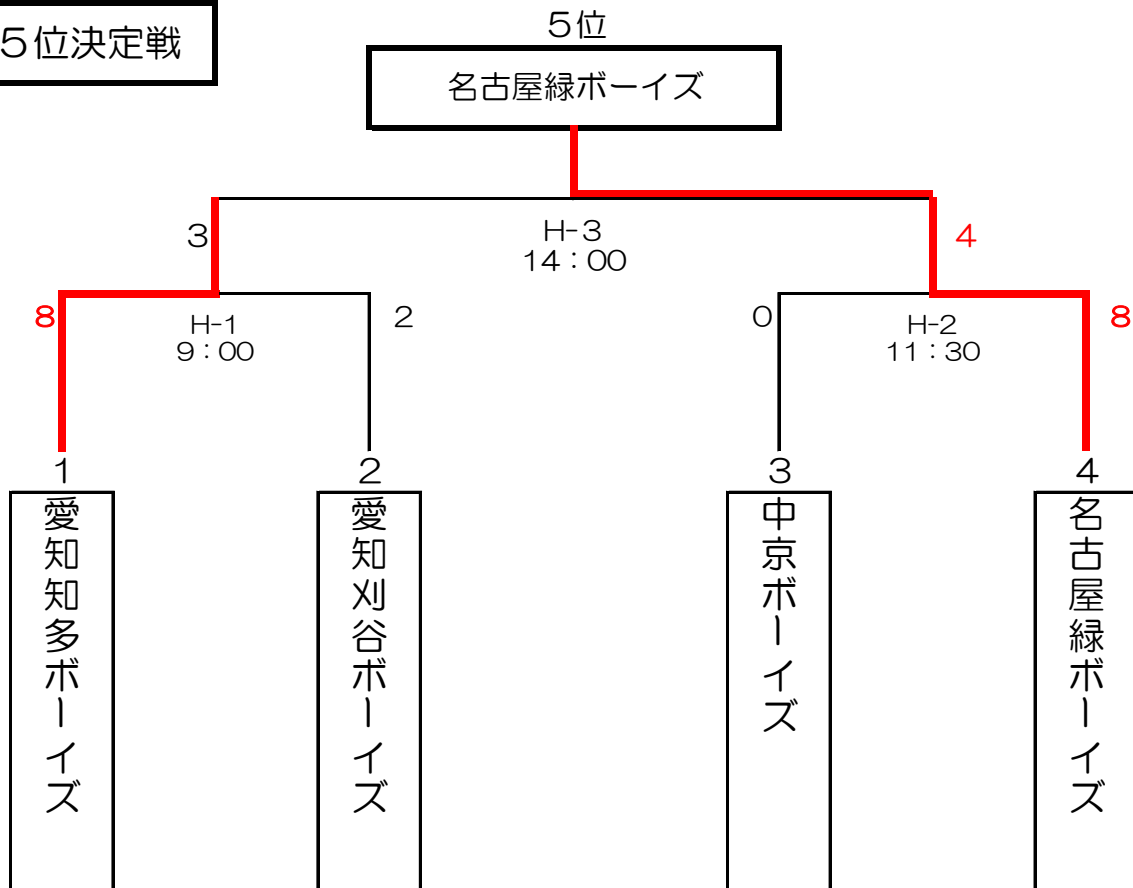 ５位決定戦
５位
名古屋緑ボーイズ
3
H-3
14：00
4
8
H-1
9：00
2
0
H-2
11：30
8
1
2
3
4
愛知知多ボーイズ
愛知刈谷ボーイズ
中京ボーイズ
名古屋緑ボーイズ